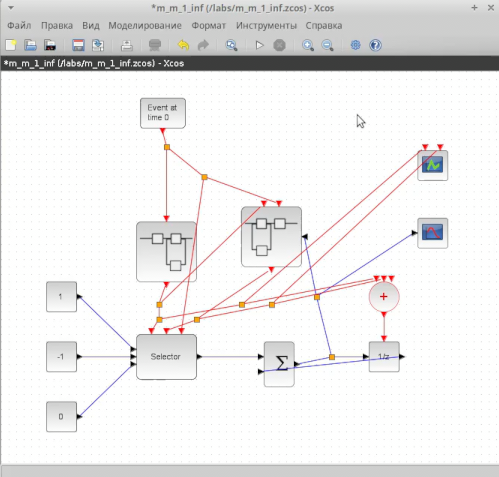 *m_m_1_inf (/labs/m_m_1_inf.zcos) - Xcos
Файл Правка Вид Моделирование Формат Инструменты Справка
*m_m_1_inf (/labs/m_m_1_inf.zcos) - Xcos
Event at
time 0
1
-1
0
Selector
Σ
+
1/z